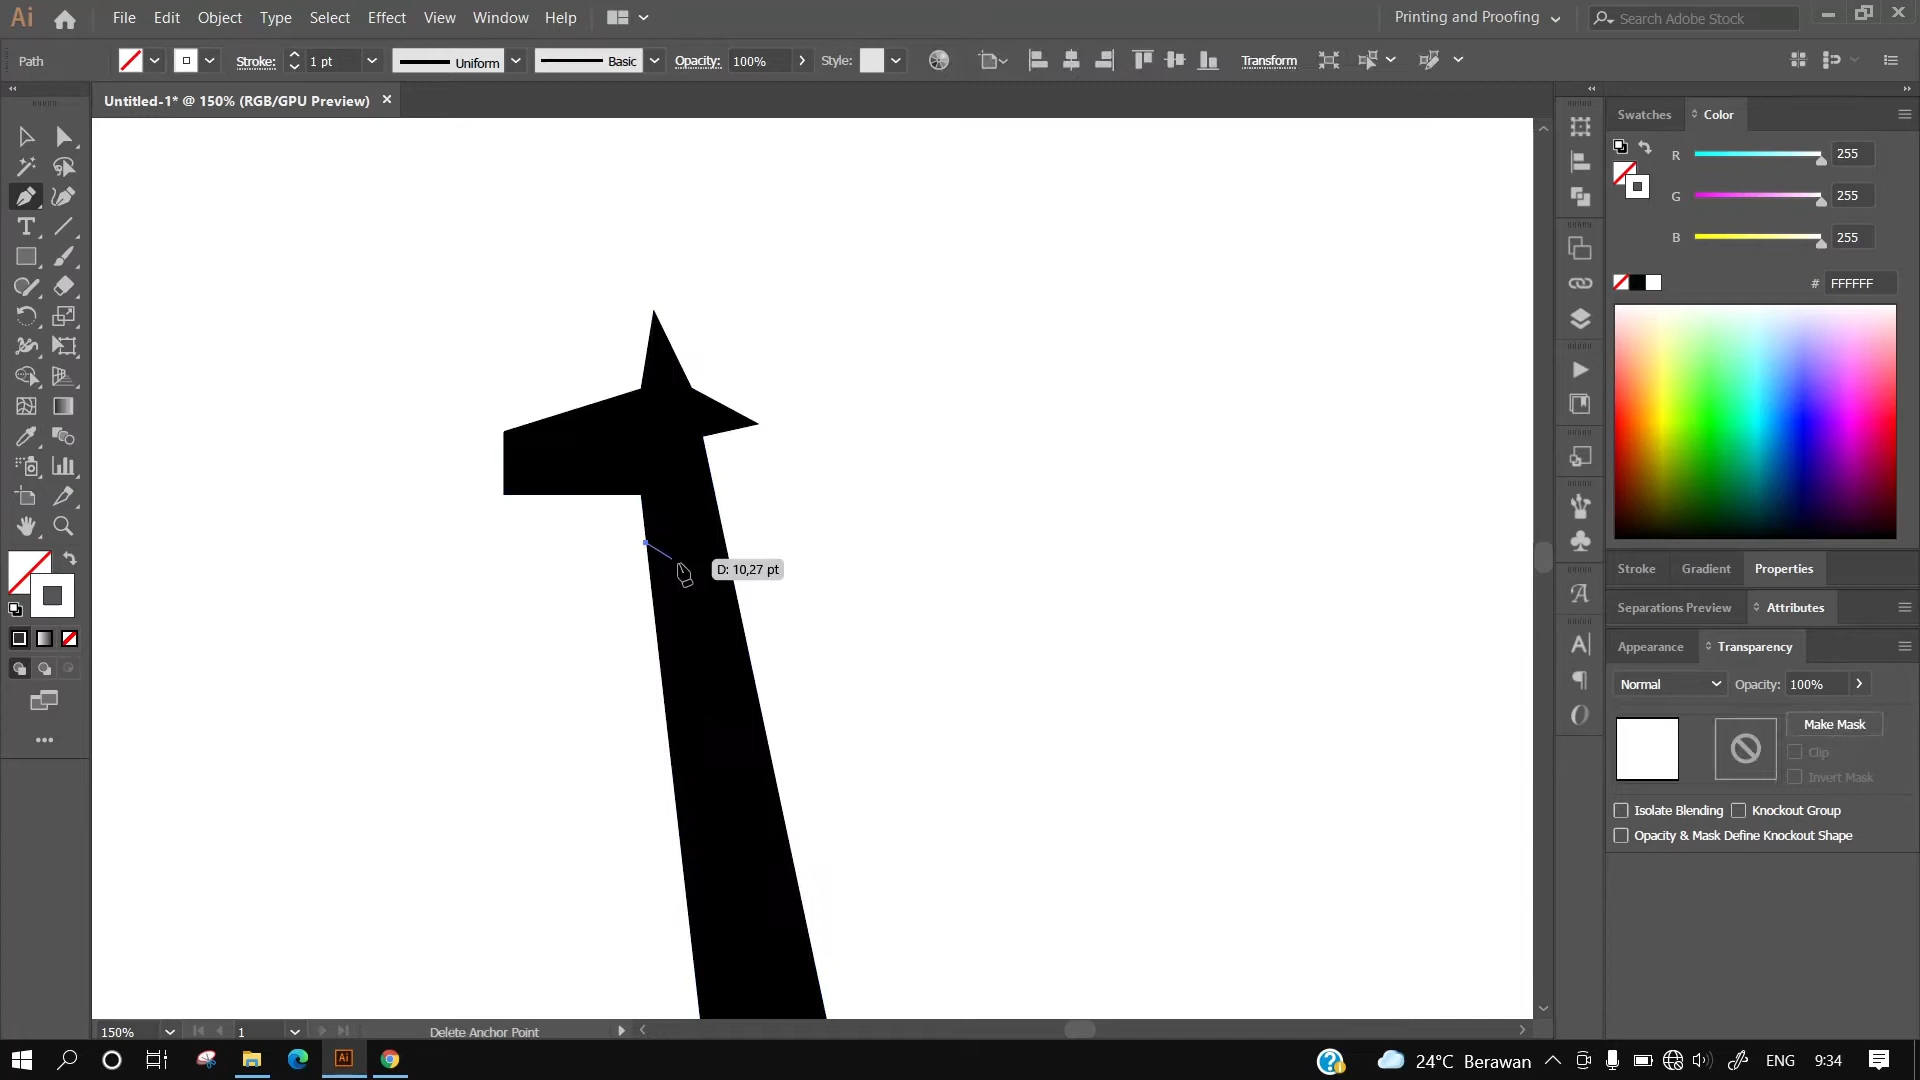 Ai File Edit Object Type Select Effect View Window Help Printing and Proofing Search Adobe Stock
Path Stroke: 1 pt Uniform Basic Opacity: 100% Style: Transform
Untitled-1* @ 150% (RGB/GPU Preview)
Swatches Color
R 255
G 255
B 255
# FFFFFF
D: 10,27 pt
Stroke Gradient Properties
Separations Preview Attributes
Appearance Transparency
Normal Opacity: 100%
Make Mask
Clip
Invert Mask
Isolate Blending Knockout Group
Opacity & Mask Define Knockout Shape
150% 1 Delete Anchor Point
Ai 24°C Berawan ENG 9:34